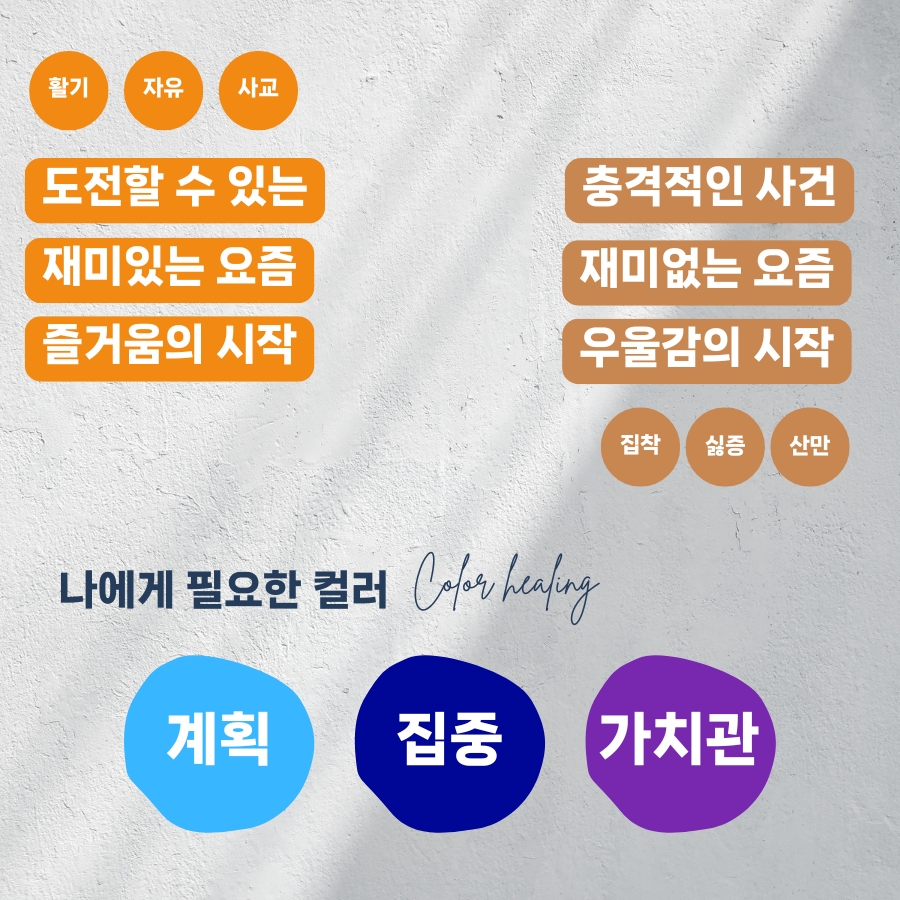 활기 자유 사교
도전할 수 있는
재미있는 요즘
즐거움의 시작
충격적인 사건
재미없는 요즘
우울감의 시작
집착 싫증 산만
나에게 필요한 컬러 Color healing
계획 집중 가치관